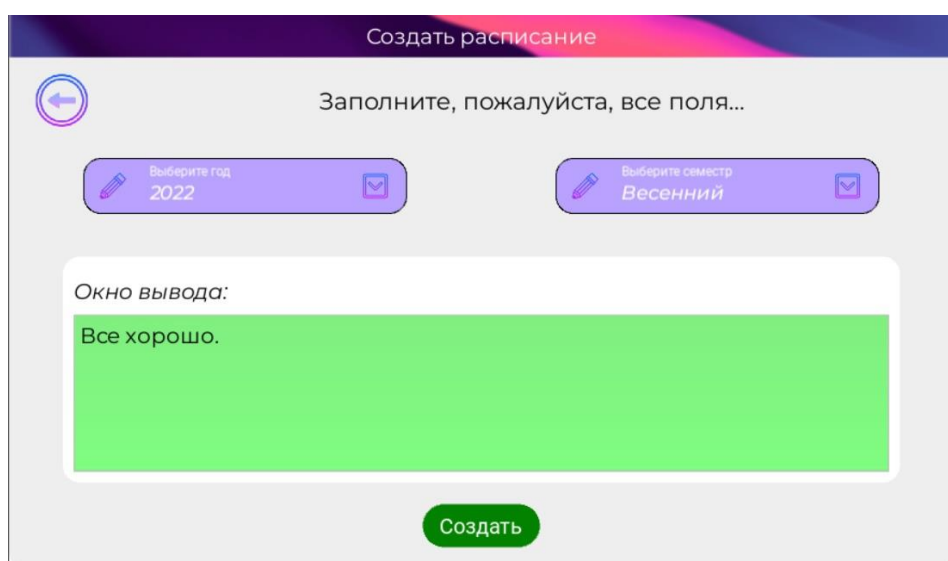 Создать расписание
Заполните, пожалуйста, все поля...
Выберите год
2022
Выберите семестр
Весенний
Окно вывода:
Все хорошо.
Создать